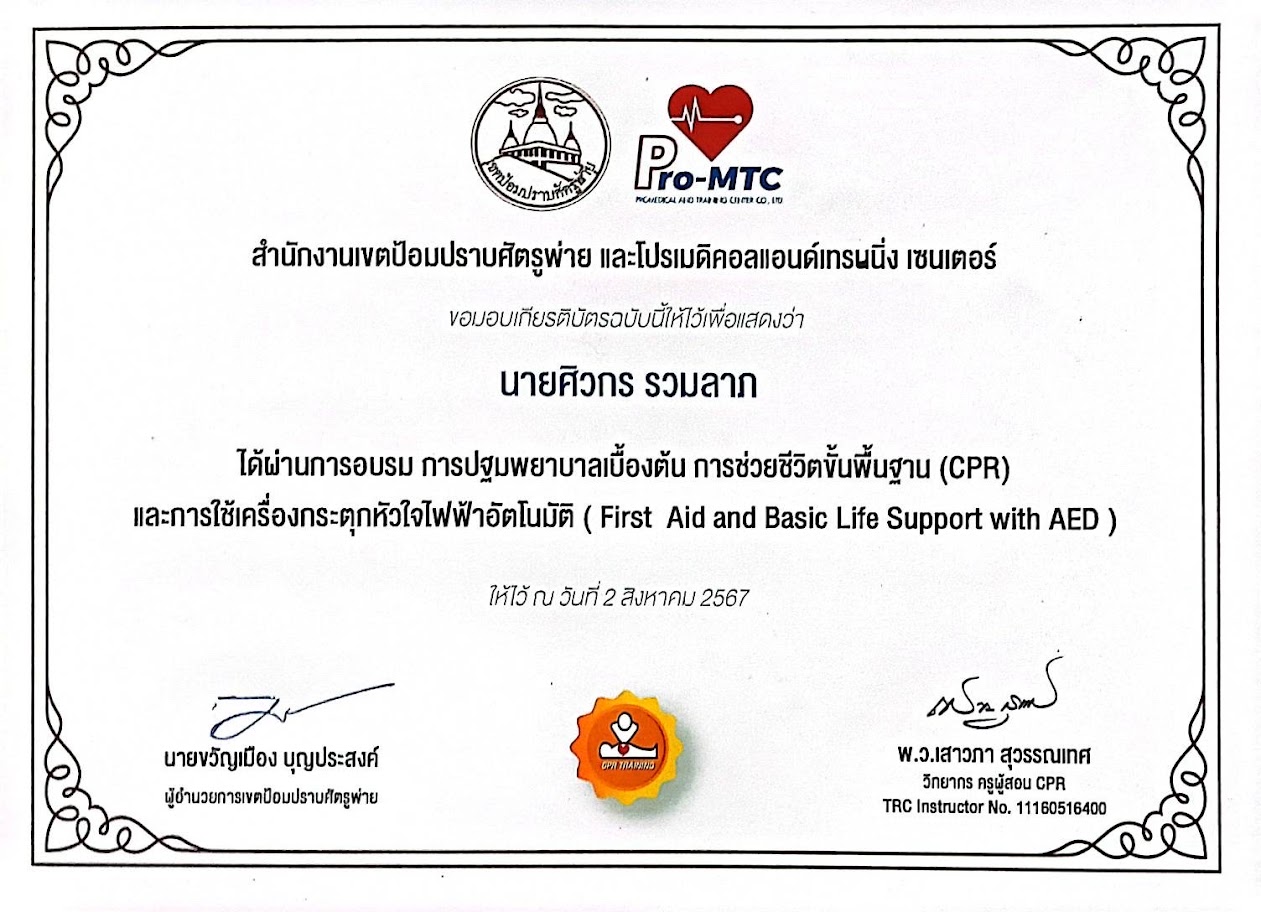 เขตป้อมปราบศัตรูพ่าย
Pro-MTC
PROMEDICAL AND TRAINING CENTER CO., LTD
สำนักงานเขตป้อมปราบศัตรูพ่าย และโปรเมดิคอลแอนด์เทรนนิ่ง เซนเตอร์
ขอมอบเกียรติบัตรฉบับนี้ให้ไว้เพื่อแสดงว่า
นายศิวกร รวมลาภ
ได้ผ่านการอบรม การปฐมพยาบาลเบื้องต้น การช่วยชีวิตขั้นพื้นฐาน (CPR)
และการใช้เครื่องกระตุกหัวใจไฟฟ้าอัตโนมัติ ( First Aid and Basic Life Support with AED )
ให้ไว้ ณ วันที่ 2 สิงหาคม 2567
นายขวัญเมือง บุญประสงค์
ผู้อำนวยการเขตป้อมปราบศัตรูพ่าย
CPR TRAINING
พ.ว.เสาวภา สุวรรณเทศ
วิทยากร ครูผู้สอน CPR
TRC Instructor No. 11160516400